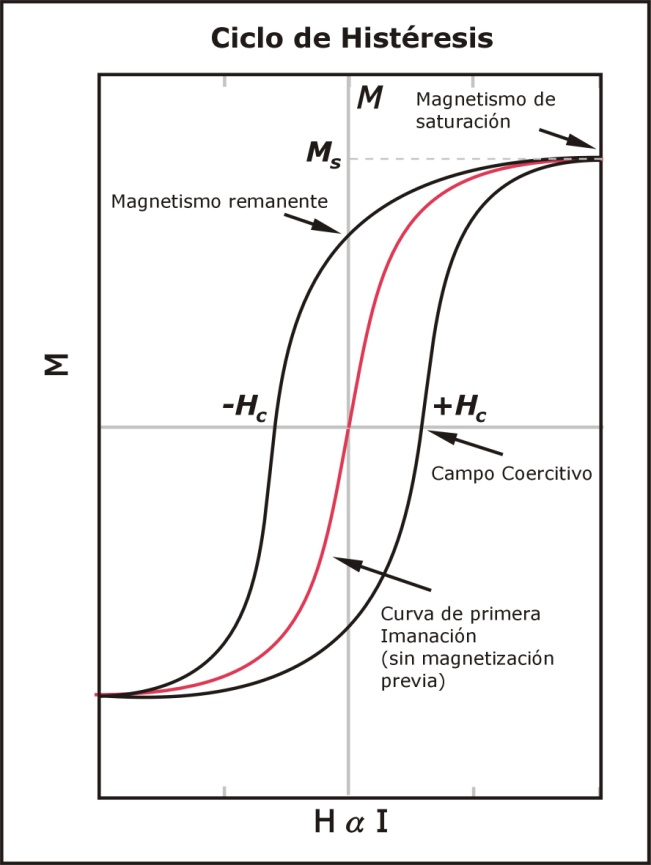 Ciclo de Histéresis
M
Magnetismo de
saturación
Ms
Magnetismo remanente
M
-Hc
+Hc
Campo Coercitivo
Curva de primera
Imanación
(sin magnetización
previa)
H α I